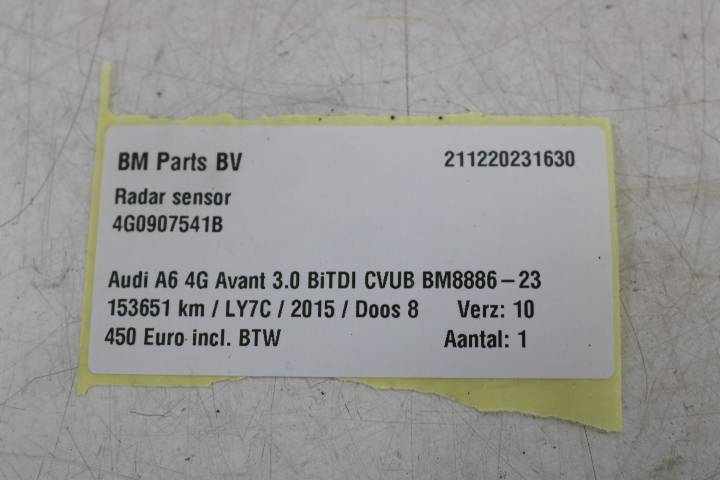 BM Parts BV 211220231630
Radar sensor
4G0907541B
Audi A6 4G Avant 3.0 BiTDI CVUB BM8886-23
153651 km / LY7C / 2015 / Doos 8 Verz: 10
450 Euro incl. BTW Aantal: 1